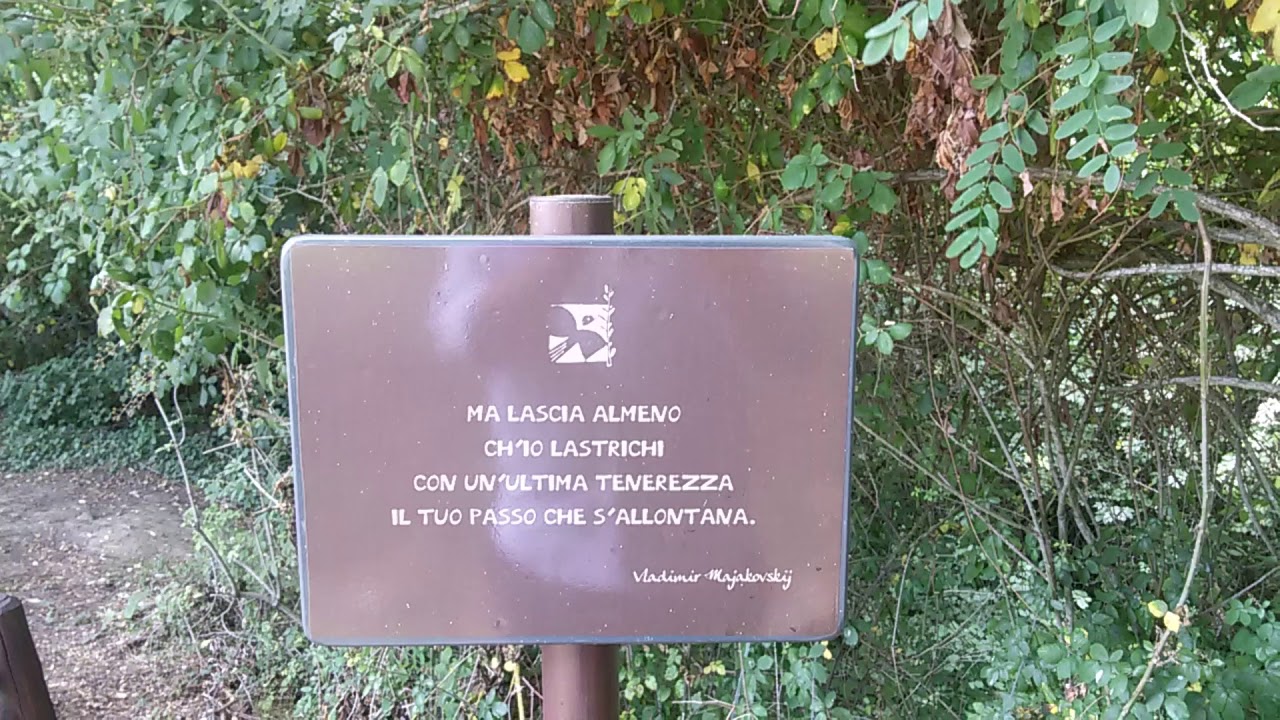 MA LASCIA ALMENO
CH'IO LASTRICHI
CON UN'ULTIMA TENEREZZA
IL TUO PASSO CHE S'ALLONTANA.
Vladimir Majakovskij